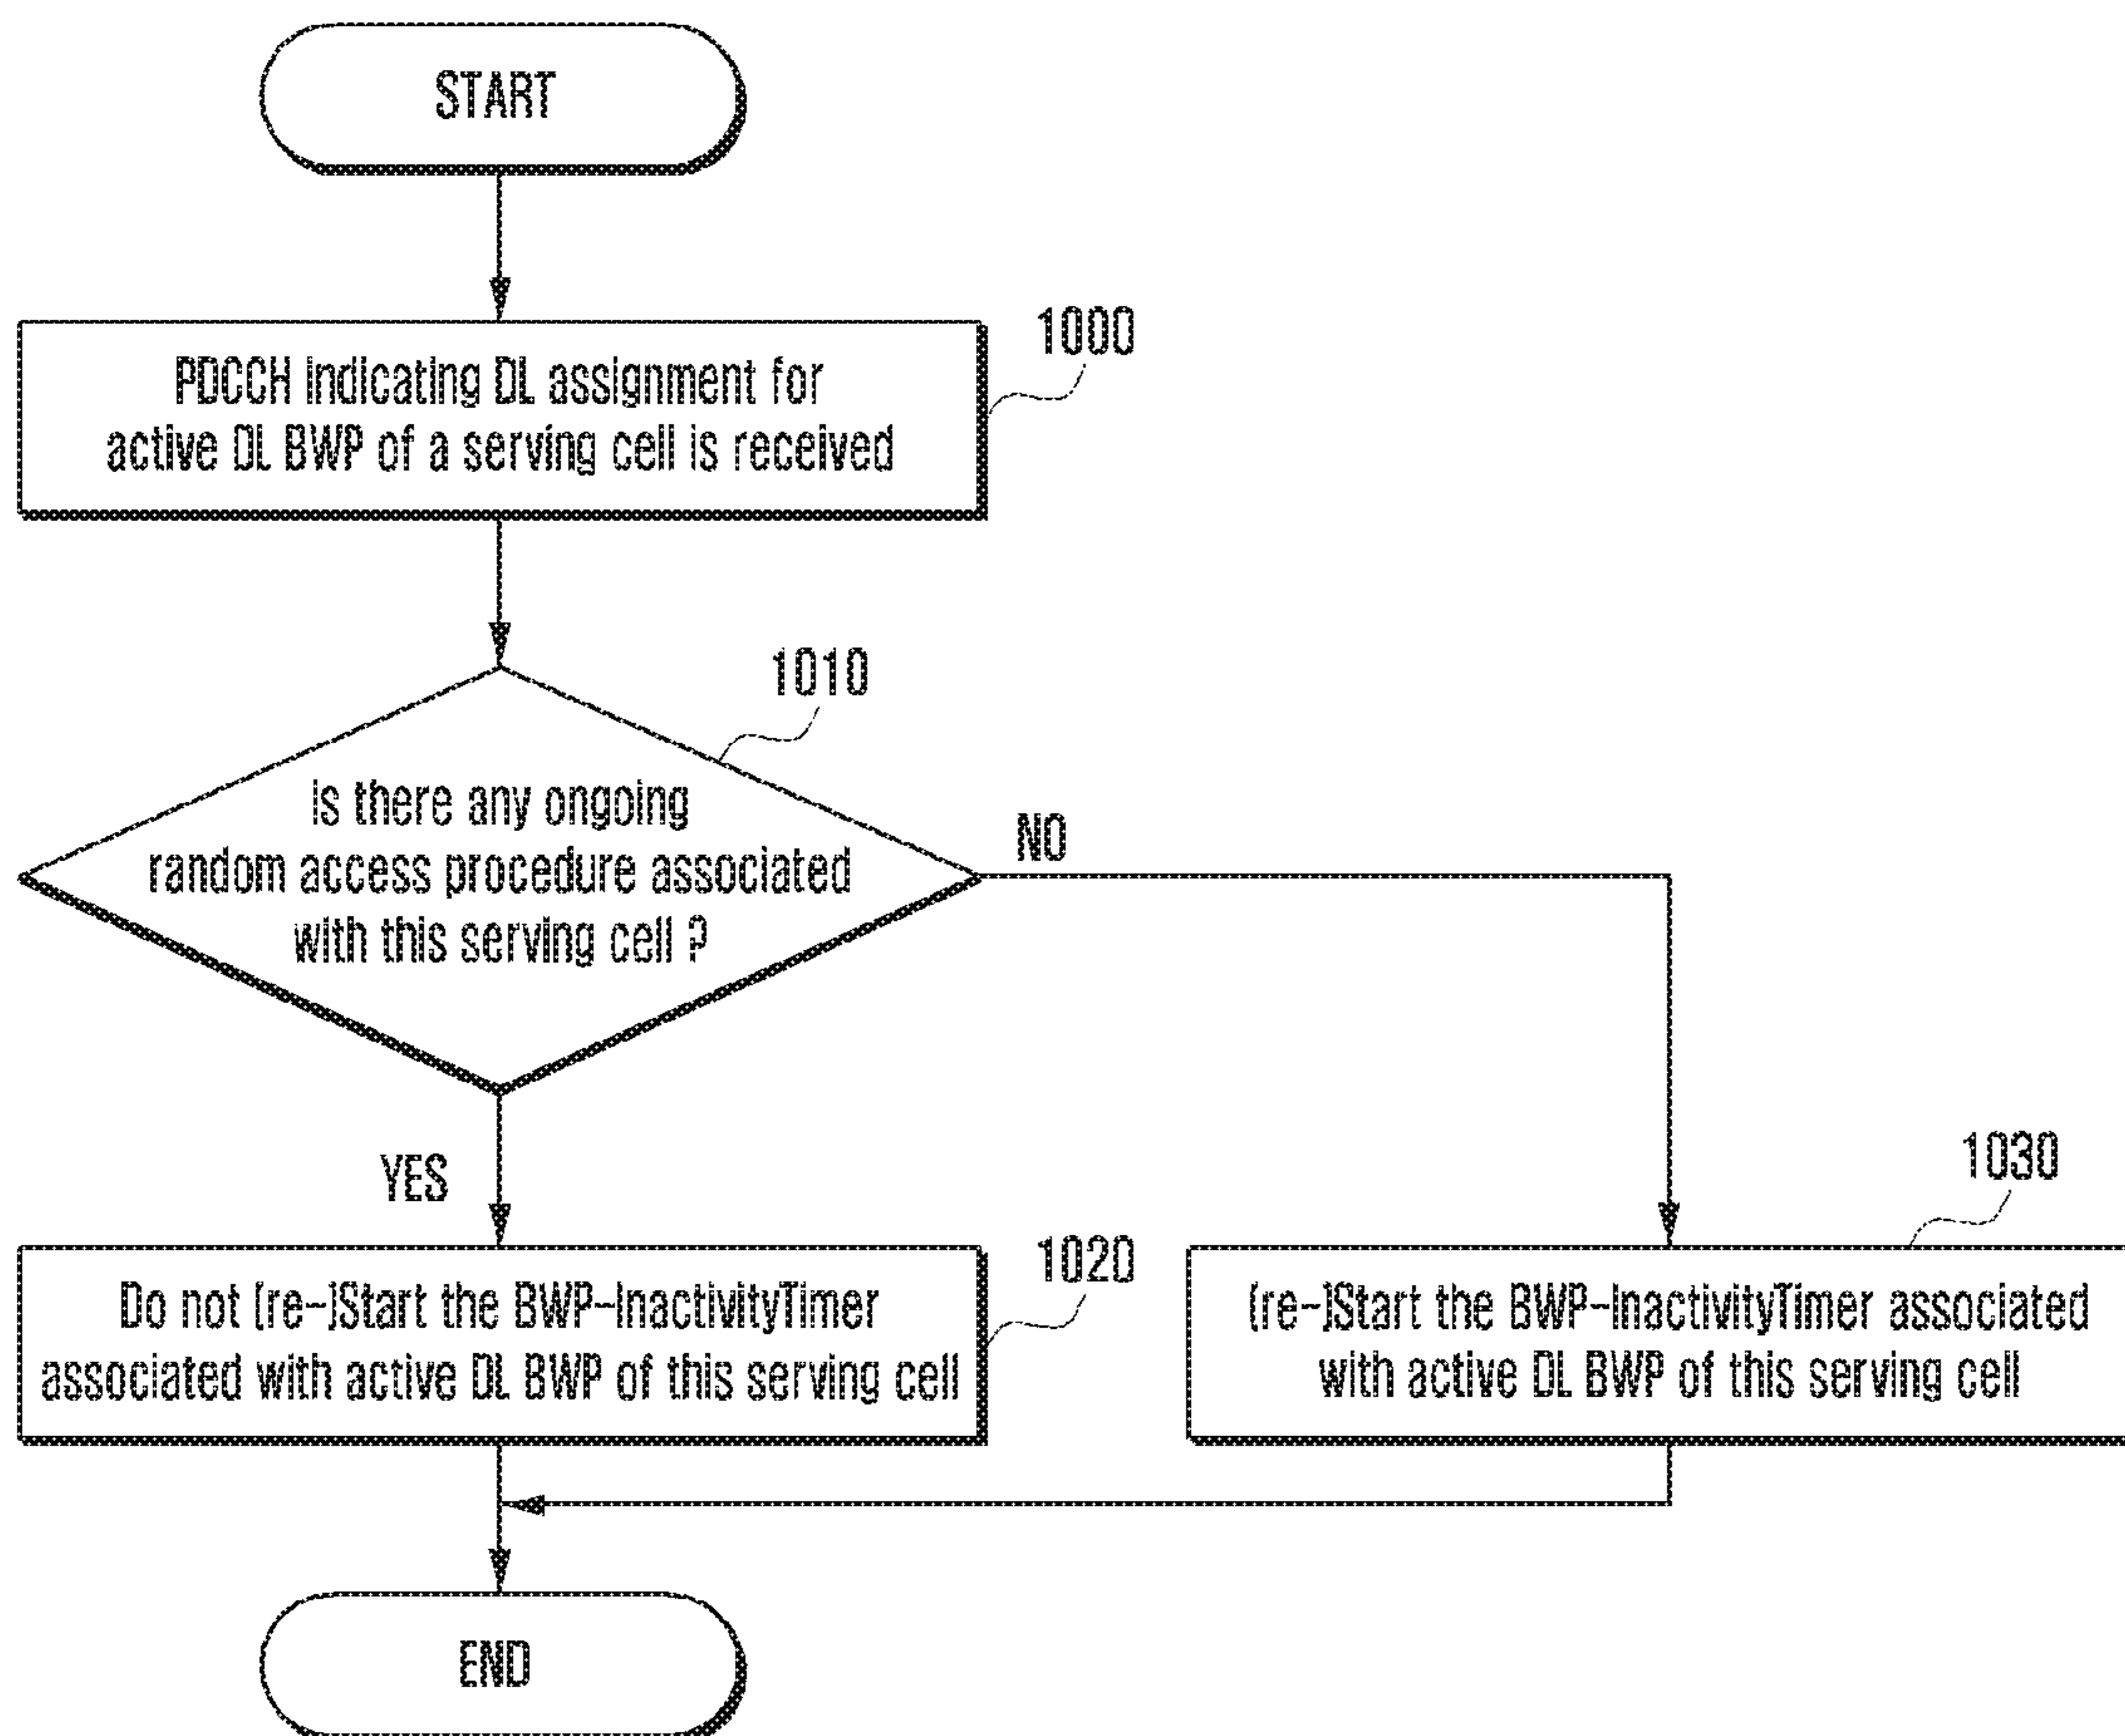 START
PDCCH indicating DL assignment for
active DL BWP of a serving cell is received
1000
1010
Is there any ongoing
random access procedure associated
with this serving cell ?
NO
YES
Do not (re-)Start the BWP-InactivityTimer
associated with active DL BWP of this serving cell
1020
1030
(re-)Start the BWP-InactivityTimer associated
with active DL BWP of this serving cell
END